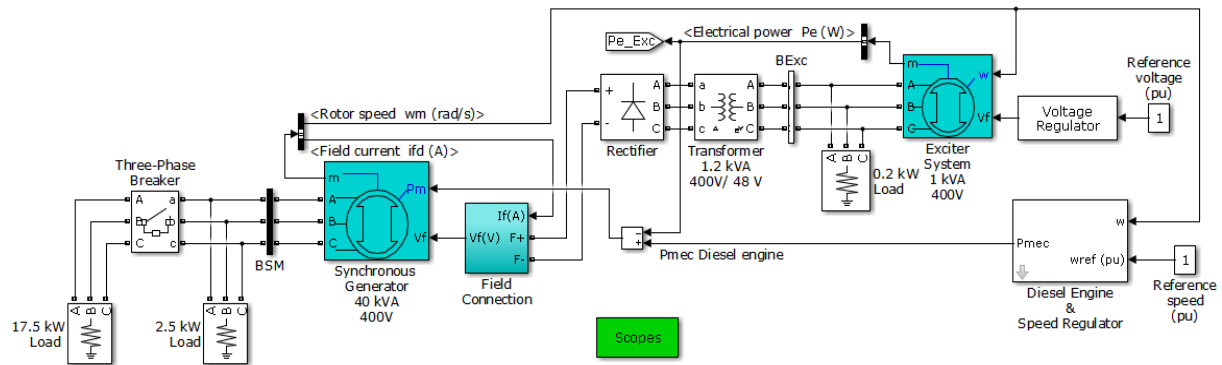 <Electrical power Pe (W)>
Pe_Exc
BExc
m
w
A
B
C
Vf
Exciter
System
1 kVA
400V
Voltage
Regulator
Reference
voltage
(pu)
1
+
-
A
B
C
Rectifier
a
b
c
A
B
C
Transformer
1.2 kVA
400V/ 48 V
A B C
0.2 kW
Load
<Rotor speed wm (rad/s)>
<Field current ifd (A)>
Three-Phase
Breaker
A
B
C
a
b
c
BSM
m
Pm
A
B
C
Vf
Synchronous
Generator
40 kVA
400V
If(A)
Vf(V)
F+
F-
Field
Connection
-
+
Pmec Diesel engine
w
Pmec
wref (pu)
Diesel Engine
&
Speed Regulator
1
Reference
speed
(pu)
A B C
17.5 kW
Load
A B C
2.5 kW
Load
Scopes